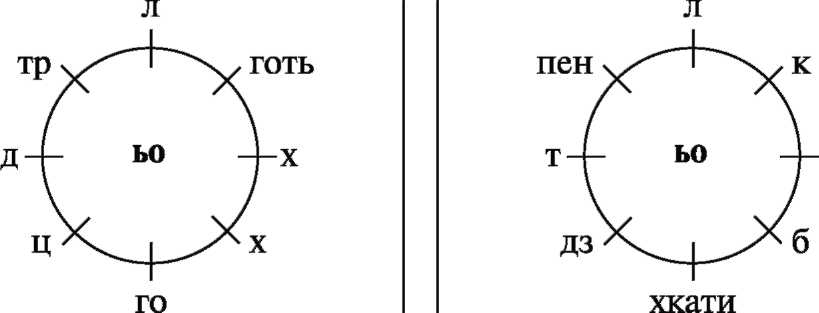 л
тр готь
д ьо х
ц х
го
л
пен к
т ьо
дз б
хкати